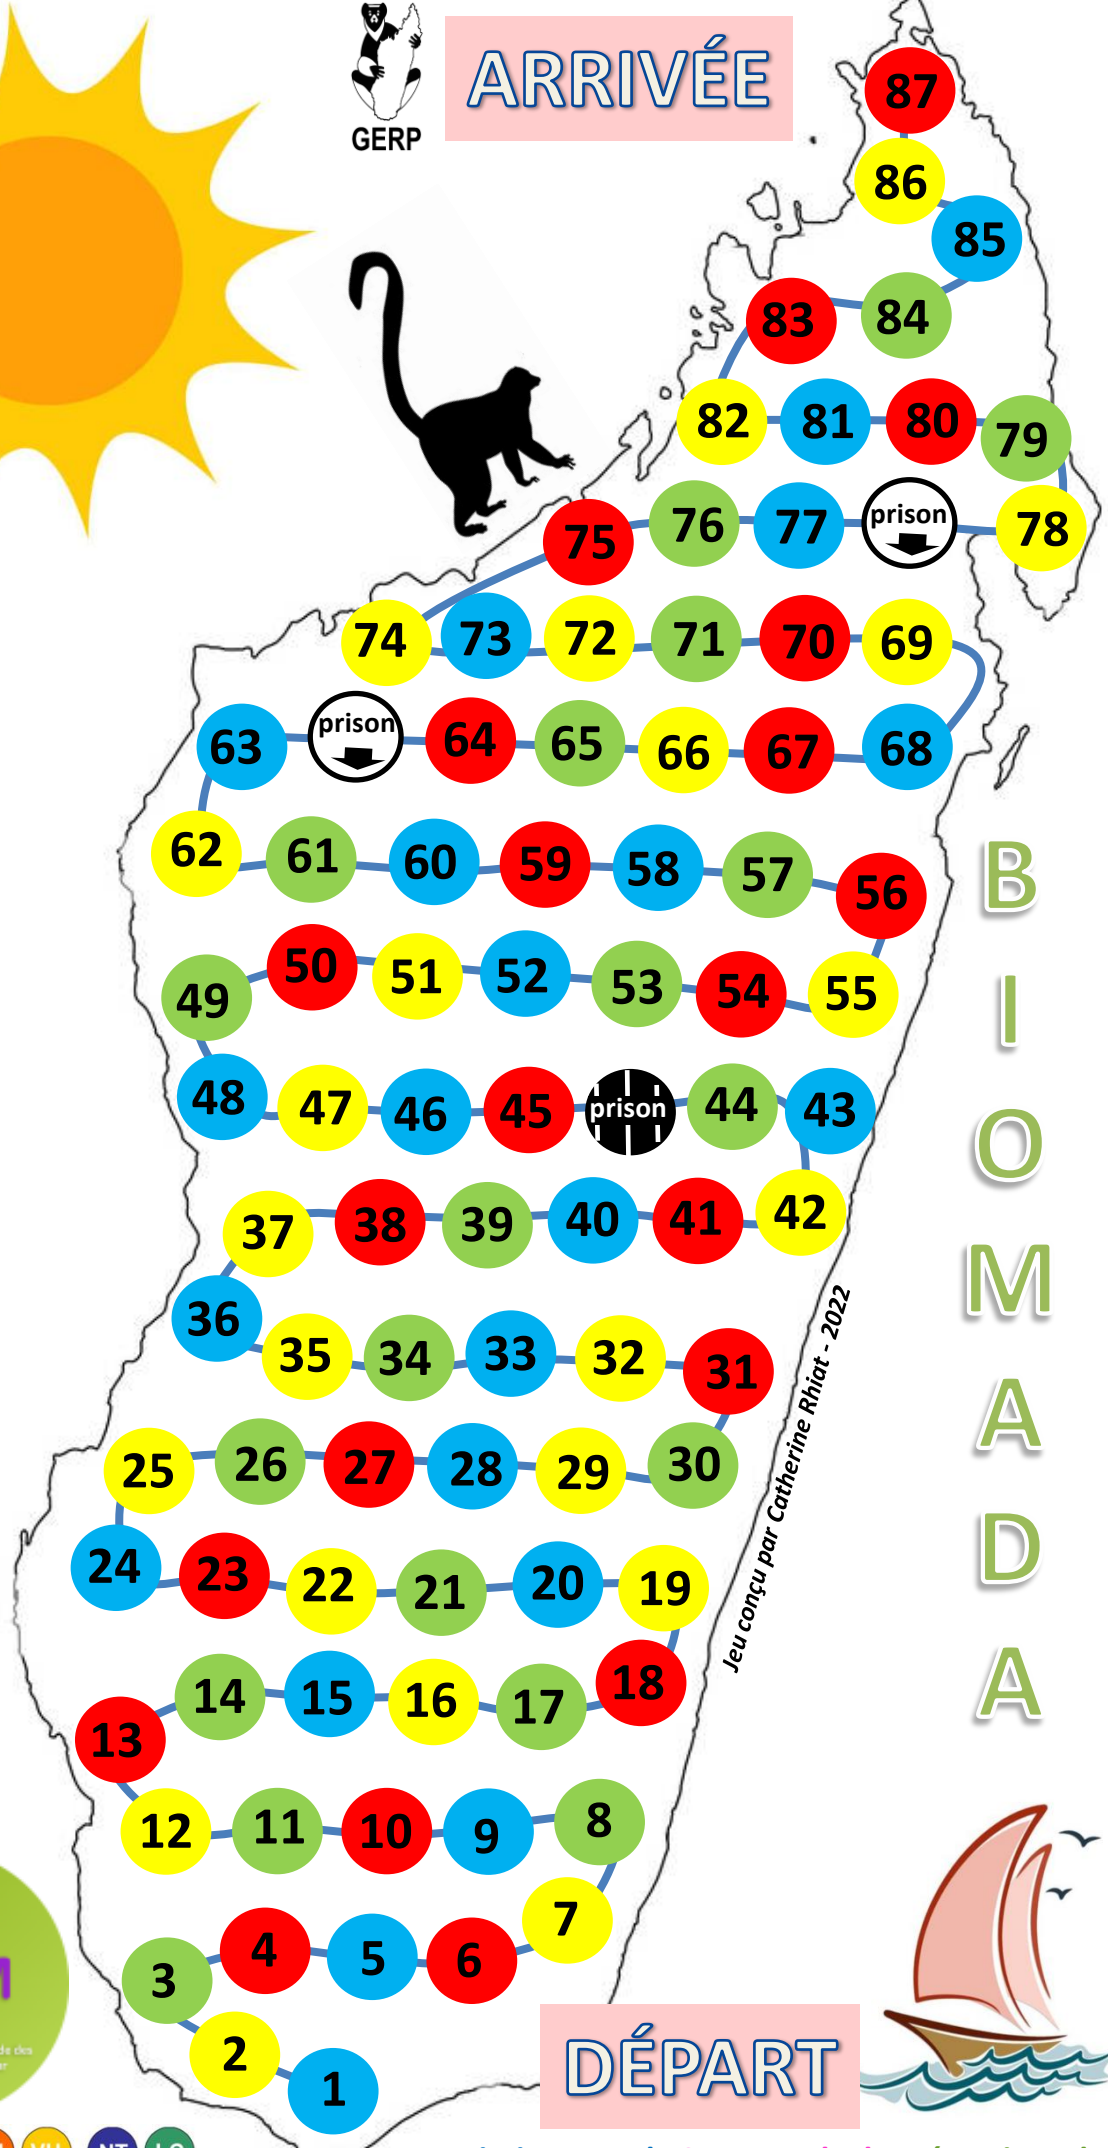 GERP
ARRIVÉE
87
86
85
83 84
82 81 80 79
75 76 77 prison 78
74 73 72 71 70 69
63 prison 64 65 66 67 68
62 61 60 59 58 57 56
49 50 51 52 53 54 55
48 47 46 45 prison 44 43
37 38 39 40 41 42
36 35 34 33 32 31
25 26 27 28 29 30
24 23 22 21 20 19
13 14 15 16 17 18
12 11 10 9 8
3 4 5 6 7
2 1
B
I
O
M
A
D
A
Jeu conçu par Catherine Rhiat - 2022
DÉPART